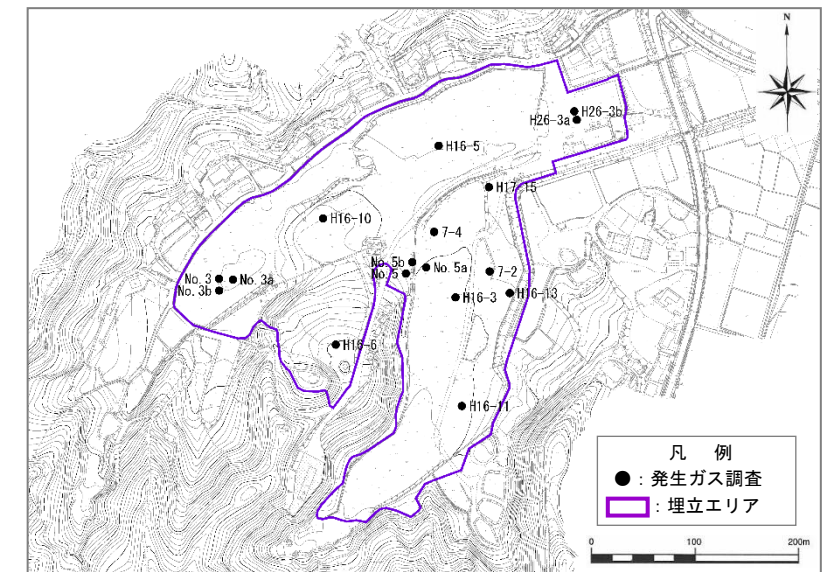 N
H26-3b
H26-3a
H16-5
H17-15
H16-10
7-4
No. 5b
No. 5a
No. 5
7-2
No. 3
No. 3a
No. 3b
H16-3
H16-13
H16-6
H16-11
凡 例
●：発生ガス調査
：埋立エリア
0 100 200m